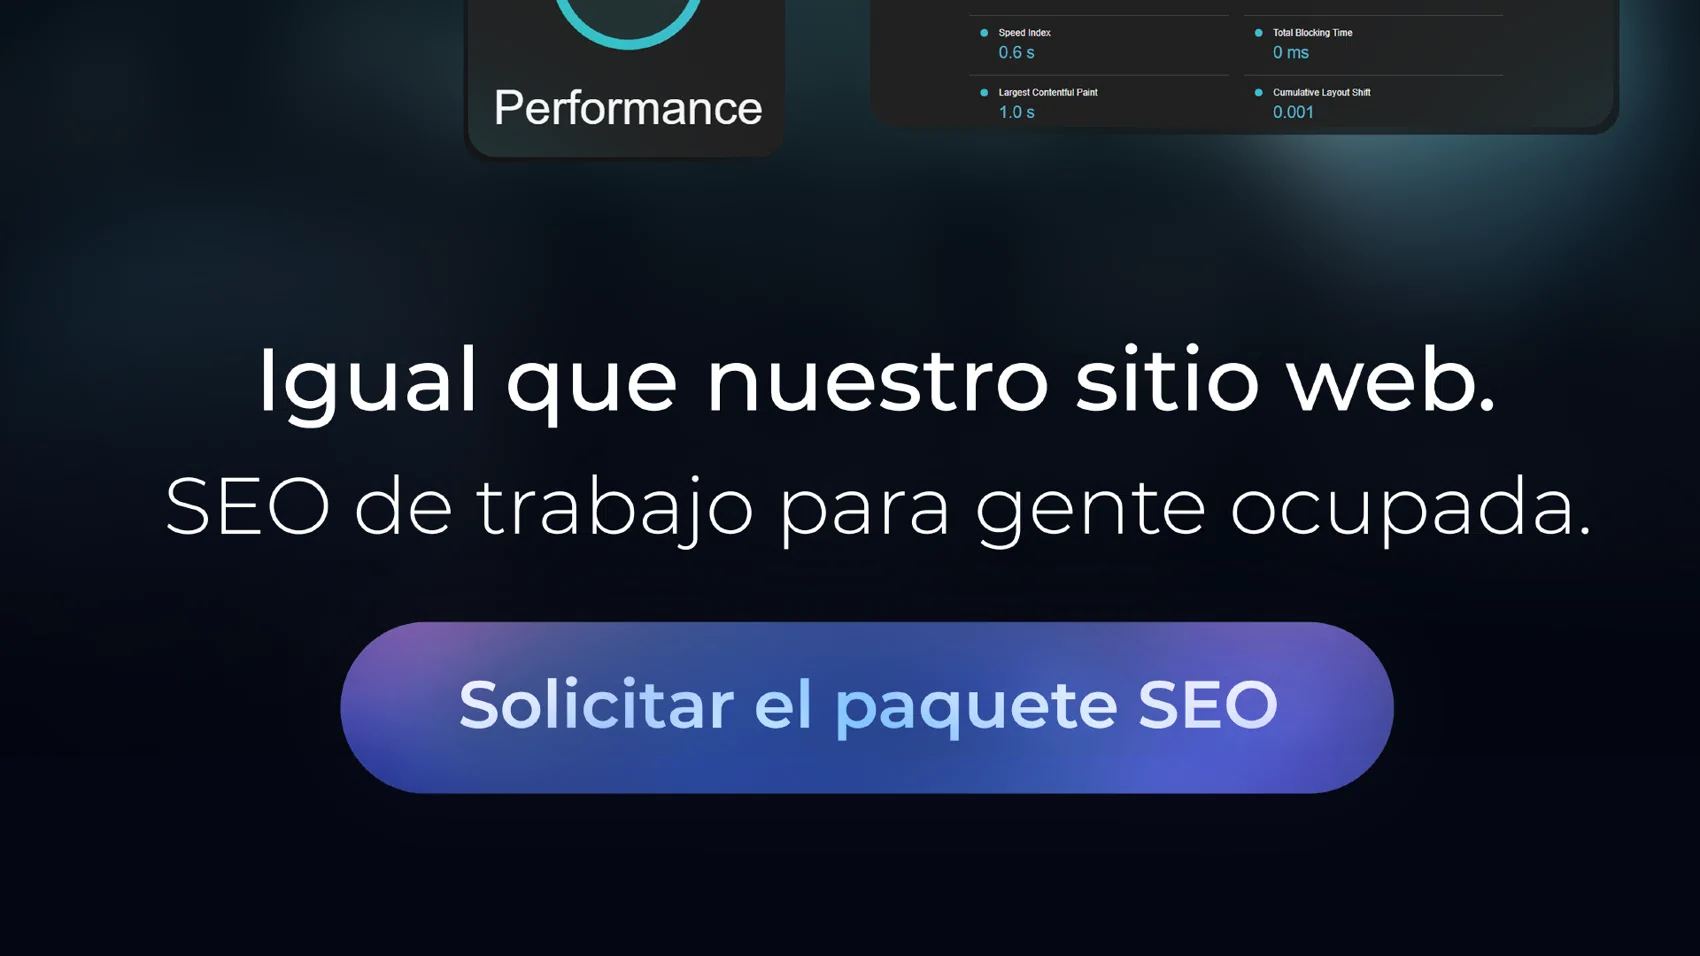 Speed Index
0.6 s
Total Blocking Time
0 ms
Largest Contentful Paint
1.0 s
Cumulative Layout Shift
0.001
Performance
Igual que nuestro sitio web.
SEO de trabajo para gente ocupada.
Solicitar el paquete SEO